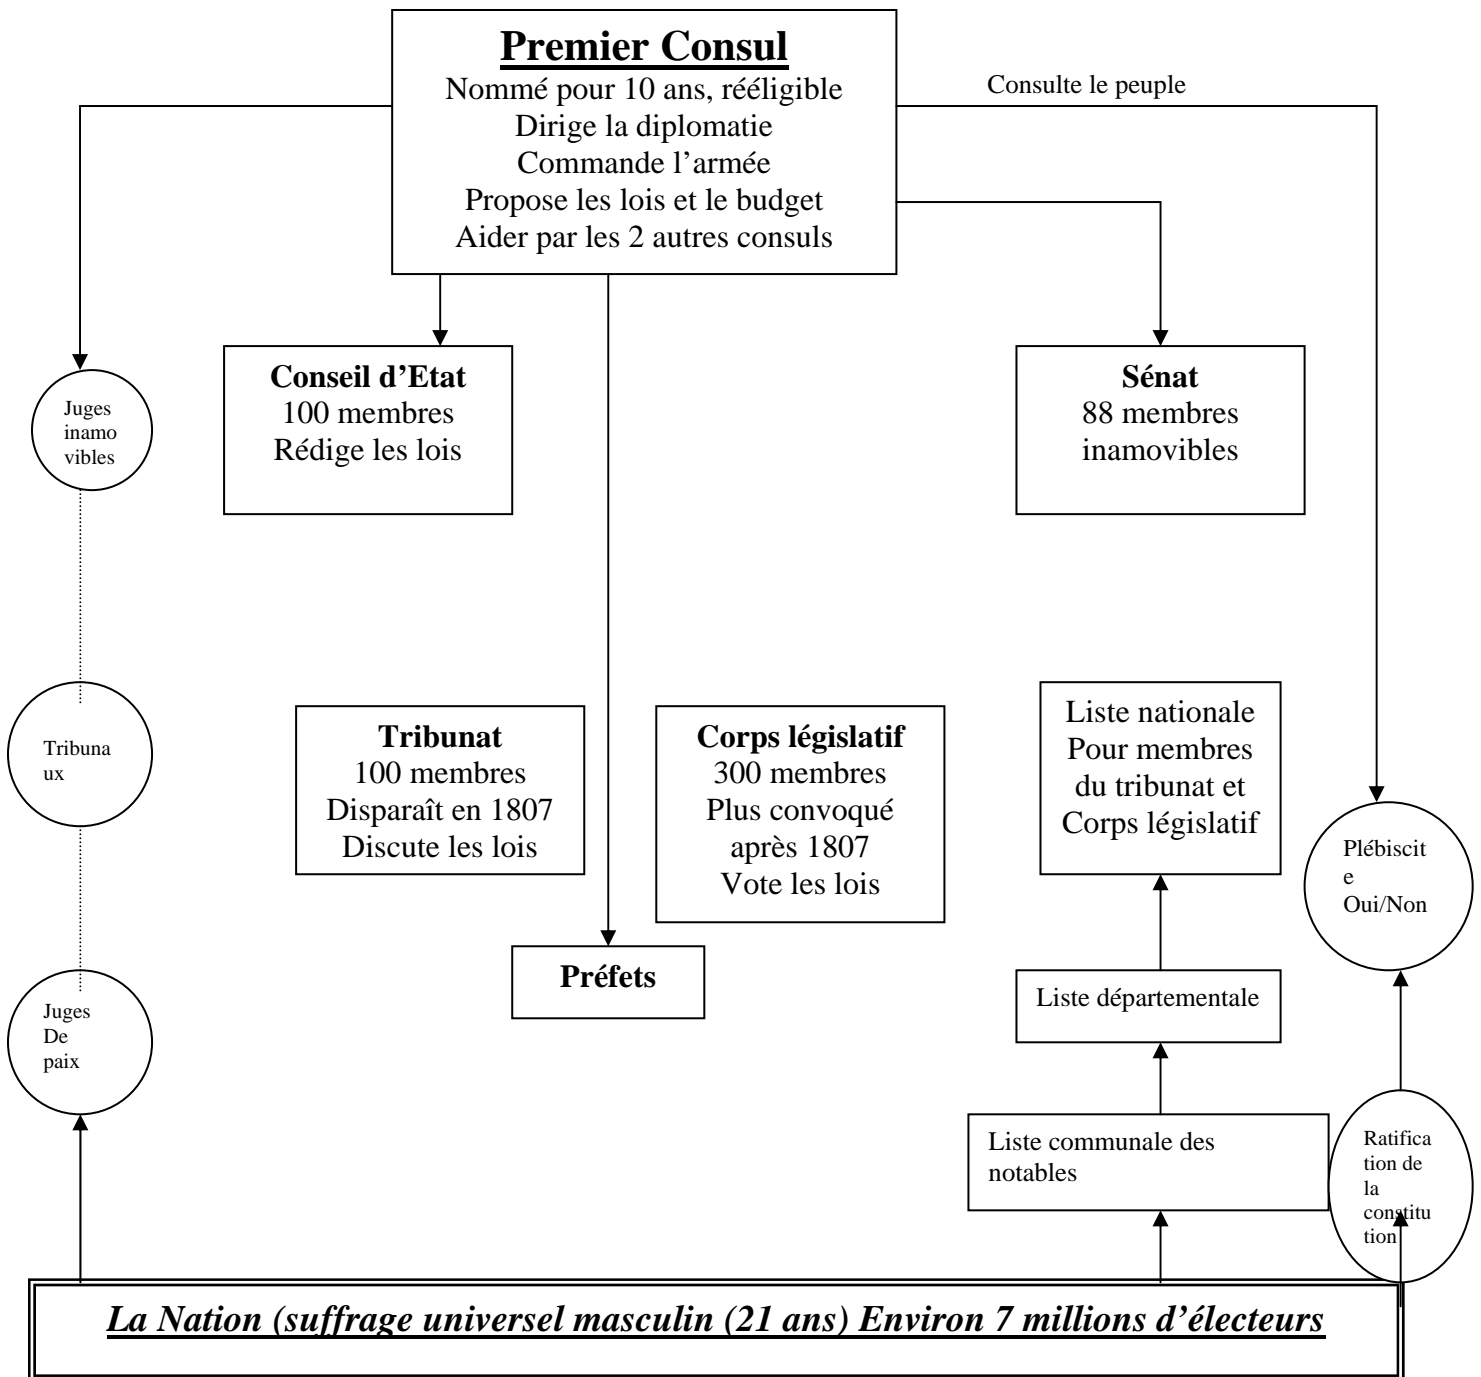 Premier Consul
Nommé pour 10 ans, rééligible
Dirige la diplomatie
Commande l’armée
Propose les lois et le budget
Aider par les 2 autres consuls
Consulte le peuple
Juges
inamo
vibles
Conseil d’Etat
100 membres
Rédige les lois
Sénat
88 membres
inamovibles
Tribuna
ux
Tribunat
100 membres
Disparaît en 1807
Discute les lois
Corps législatif
300 membres
Plus convoqué
après 1807
Vote les lois
Liste nationale
Pour membres
du tribunat et
Corps législatif
Plébiscit
e
Oui/Non
Préfets
Juges
De
paix
Liste départementale
Liste communale des
notables
Ratifica
tion de
la
constitu
tion
La Nation (suffrage universel masculin (21 ans) Environ 7 millions d’électeurs